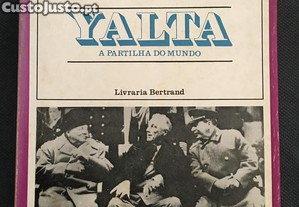 CustoJusto.pt
YALTA
A PARTILHA DO MUNDO
Livraria Bertrand